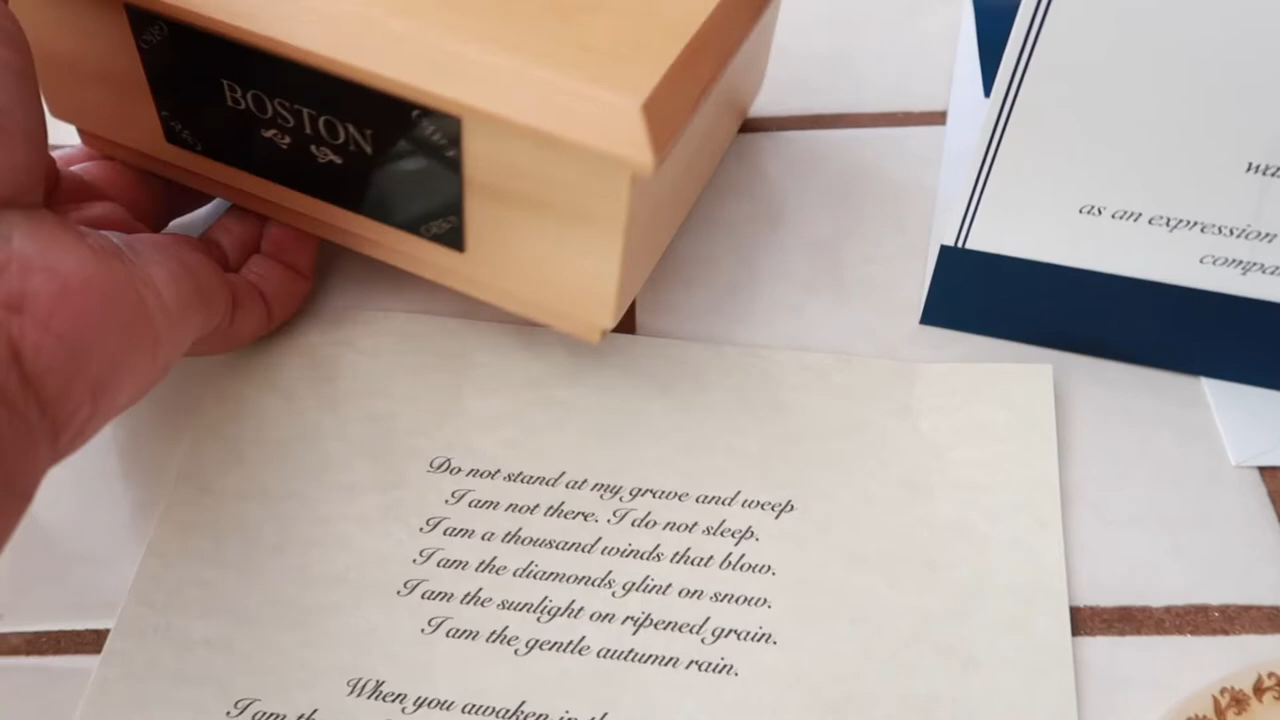 BOSTON
as an expression
Do not stand at my grave and weep
I am not there. I do not sleep.
I am a thousand winds that blow.
I am the diamonds glint on snow.
I am the sunlight on ripened grain.
I am the gentle autumn rain.
When you awaken in
I am